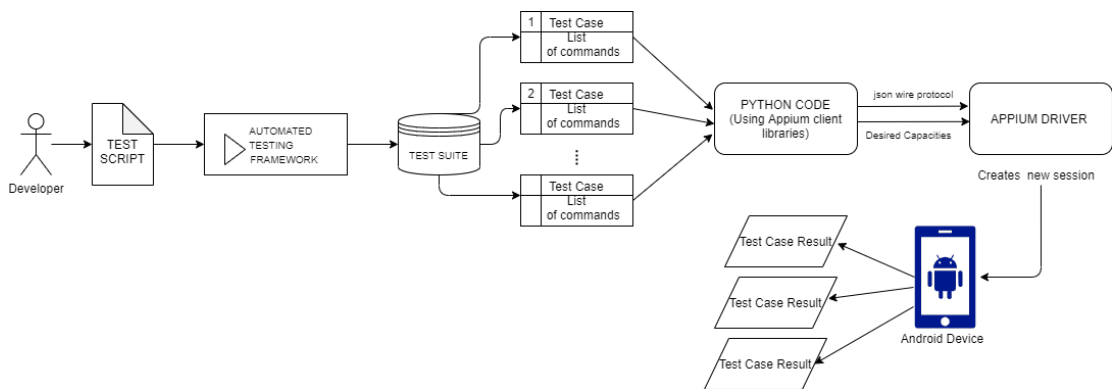 Developer
TEST
SCRIPT
AUTOMATED
TESTING
FRAMEWORK
TEST SUITE
1 Test Case
List
of commands
2 Test Case
List
of commands
Test Case
List
of commands
PYTHON CODE
(Using Appium client
libraries)
json wire protocol
Desired Capacities
APPIUM DRIVER
Creates new session
Android Device
Test Case Result
Test Case Result
Test Case Result